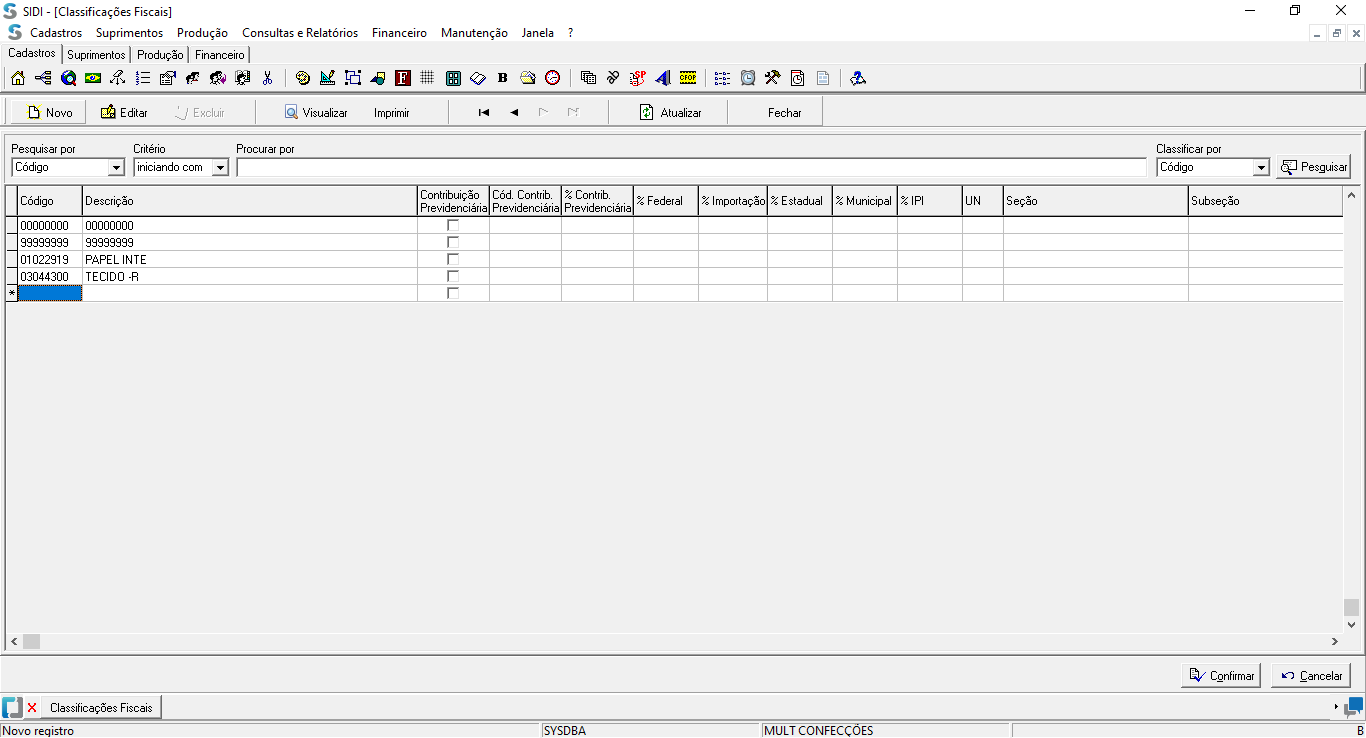 SIDI - [Classificações Fiscais]
Cadastros Suprimentos Produção Consultas e Relatórios Financeiro Manutenção Janela ?
Cadastros Suprimentos Produção Financeiro
F B SP CFOP
Novo Editar Excluir Visualizar Imprimir Atualizar Fechar
Pesquisar por Critério Procurar por Classificar por
Código iniciando com Código Pesquisar
Código Descrição Contribuição Previdenciária Cód. Contrib. Previdenciária % Contrib. Previdenciária % Federal % Importação % Estadual % Municipal % IPI UN Seção Subseção
00000000 00000000
99999999 99999999
01022919 PAPEL INTE
03044300 TECIDO -R
*
Confirmar Cancelar
Classificações Fiscais
Novo registro SYSDBA MULT CONFECÇÕES B